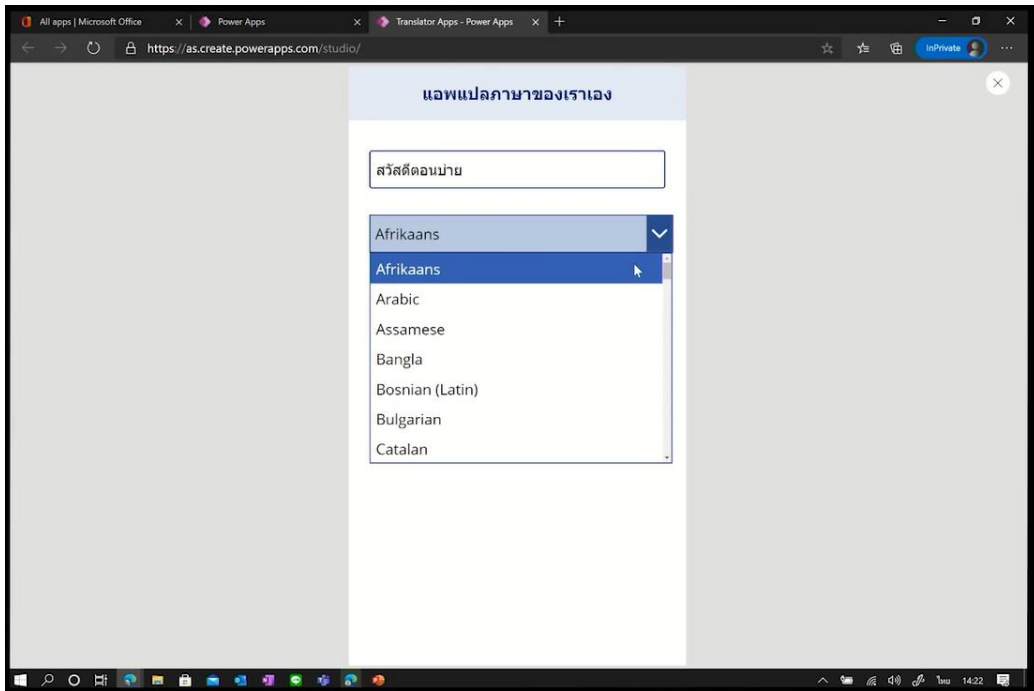 All apps | Microsoft Office
Power Apps
Translator Apps - Power Apps
https://as.create.powerapps.com/studio/
InPrivate
แอพแปลภาษาของเราเอง
สวัสดีตอนบ่าย
Afrikaans
Afrikaans
Arabic
Assamese
Bangla
Bosnian (Latin)
Bulgarian
Catalan
ไทย 14:22